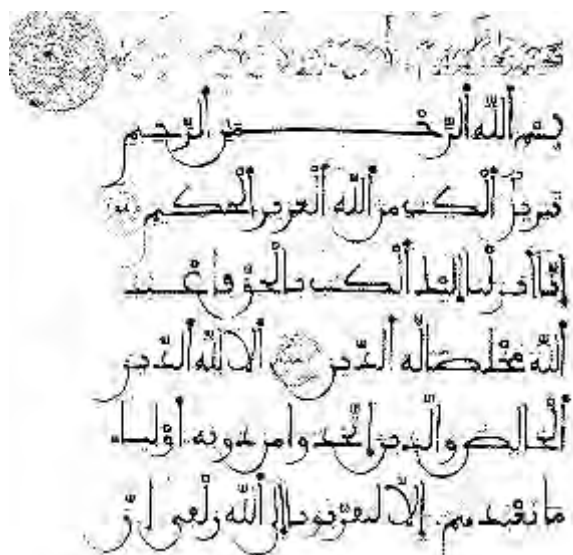 بسم الله الرحمن الرحيم
تنزيل الكتب من الله العزيز الحكيم
إنا أنزلنا إليك الكتب بالحق فاعبد
الله مخلصا له الدين ألا لله الدين
الخالص والذين اتخذوا من دونه أولياء
ما نعبدهم إلا ليقربونا إلى الله زلفى إن